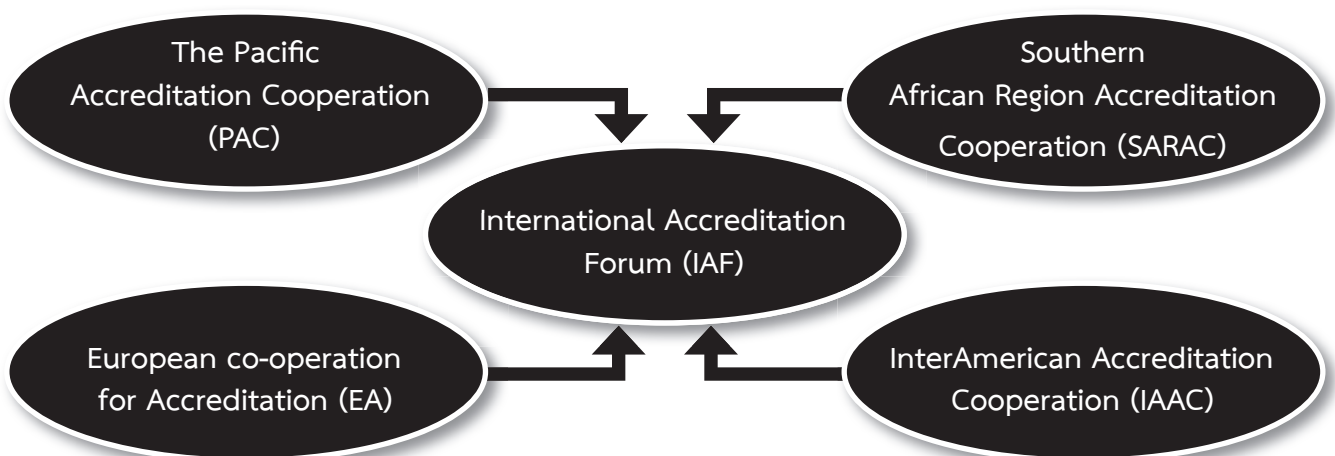 The Pacific
Accreditation Cooperation
(PAC)
Southern
African Region Accreditation
Cooperation (SARAC)
International Accreditation
Forum (IAF)
European co-operation
for Accreditation (EA)
InterAmerican Accreditation
Cooperation (IAAC)